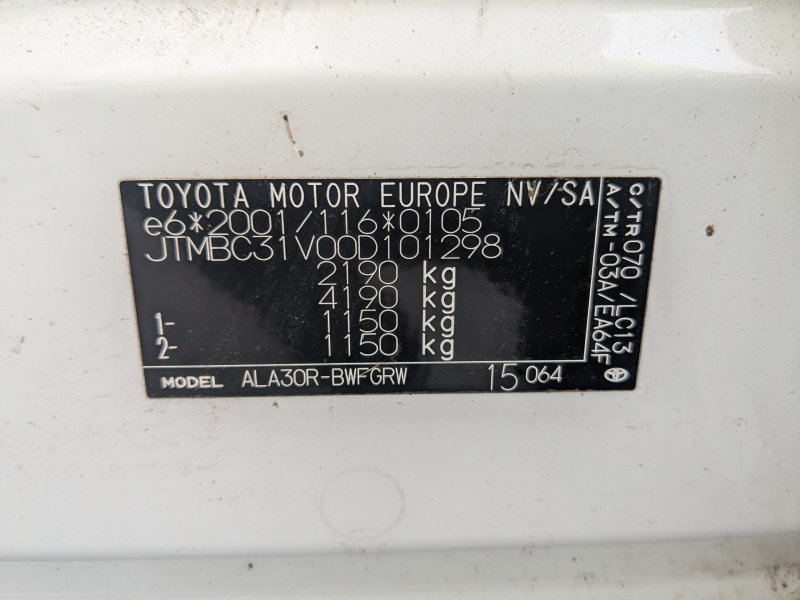 TOYOTA MOTOR EUROPE NV/SA
e6*2001/116*0105
JTMBC31V00D101298
2190 kg
4190 kg
1- 1150 kg
2- 1150 kg
MODEL ALA30R-BWFGRW 15 064
C/TR070/LC13
A/TM-03A/EA64F